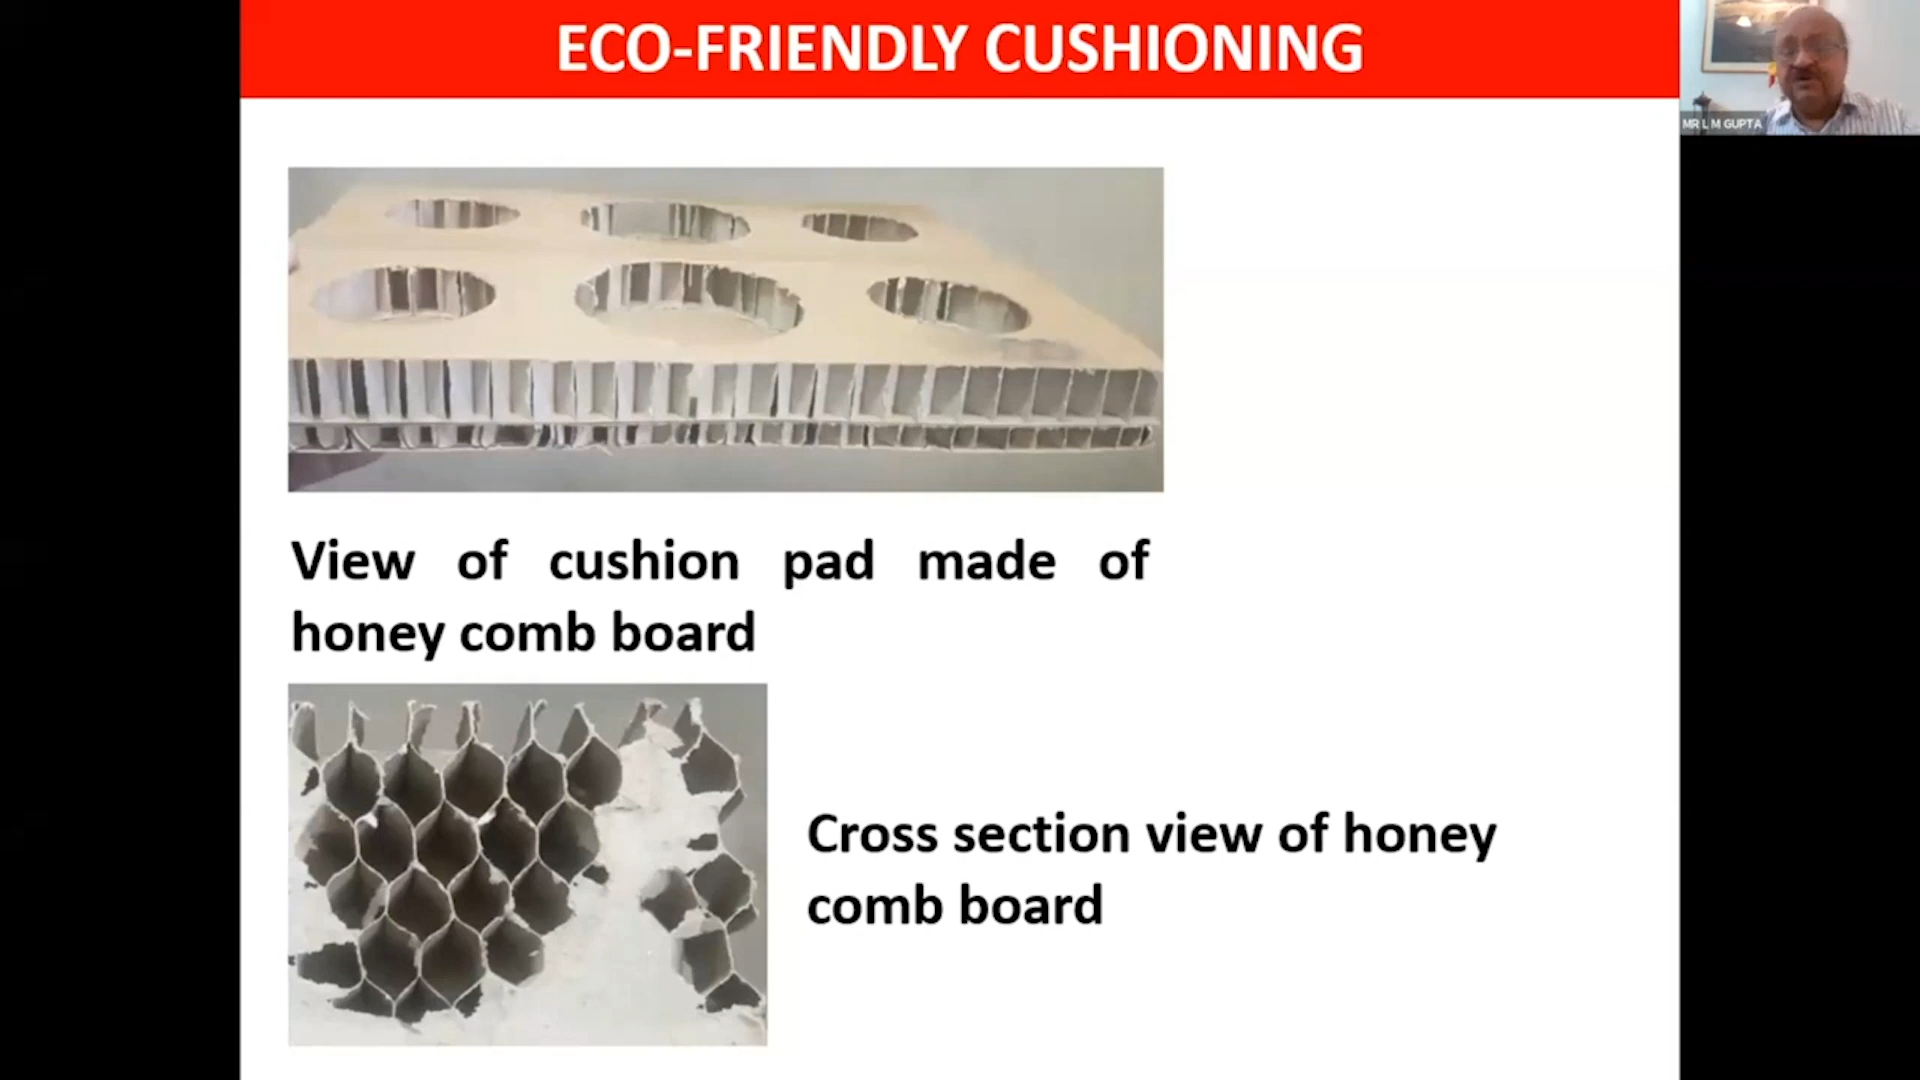 ECO-FRIENDLY CUSHIONING
MR L M GUPTA
View of cushion pad made of
honey comb board
Cross section view of honey
comb board